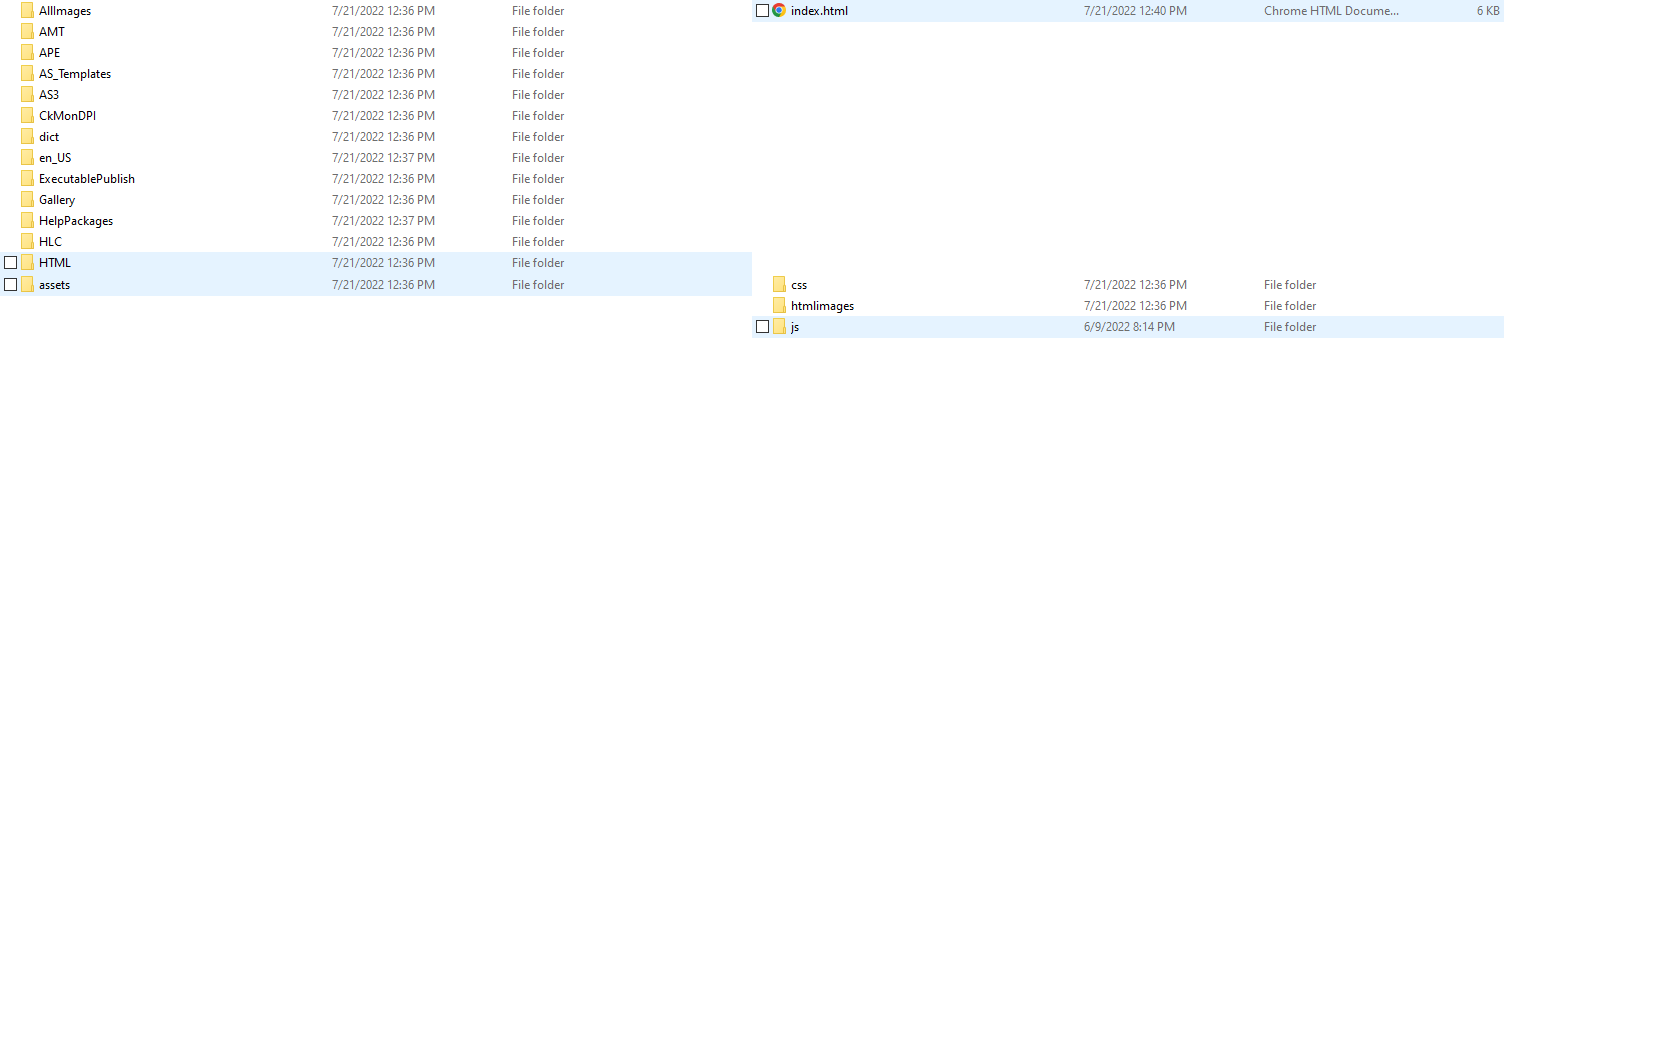 AllImages 7/21/2022 12:36 PM File folder
AMT 7/21/2022 12:36 PM File folder
APE 7/21/2022 12:36 PM File folder
AS_Templates 7/21/2022 12:36 PM File folder
AS3 7/21/2022 12:36 PM File folder
CkMonDPI 7/21/2022 12:36 PM File folder
dict 7/21/2022 12:36 PM File folder
en_US 7/21/2022 12:37 PM File folder
ExecutablePublish 7/21/2022 12:36 PM File folder
Gallery 7/21/2022 12:36 PM File folder
HelpPackages 7/21/2022 12:37 PM File folder
HLC 7/21/2022 12:36 PM File folder
HTML 7/21/2022 12:36 PM File folder
assets 7/21/2022 12:36 PM File folder
index.html 7/21/2022 12:40 PM Chrome HTML Docume... 6 KB
css 7/21/2022 12:36 PM File folder
htmlimages 7/21/2022 12:36 PM File folder
js 6/9/2022 8:14 PM File folder